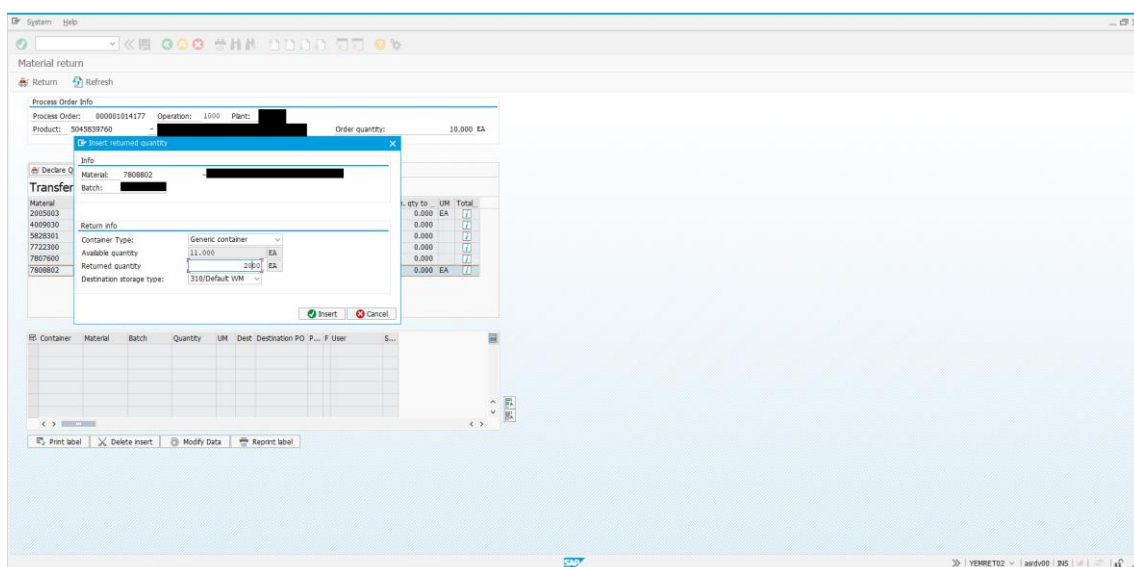 System Help
Material return
Return Refresh
Process Order Info
Process Order: 000081014177 Operation: 1000 Plant:
Product: 5045839760 - Order quantity: 10.000 EA
Insert returned quantity
Info
Material: 7808802 -
Batch:
Declare Q
Transfer
Material qty to _ UM Total_
2005003 0.000 EA
4009030 0.000
5828301 0.000
7722300 0.000
7807600 0.000
7808802 0.000 EA
Return info
Container Type: Generic container
Available quantity 11.000 EA
Returned quantity 2000 EA
Destination storage type: 310/Default WM
Insert Cancel
Container Material Batch Quantity UM Dest Destination PO P... F User S...
Print label Delete insert Modify Data Reprint label
SAP YEMRET02 asrdv00 INS